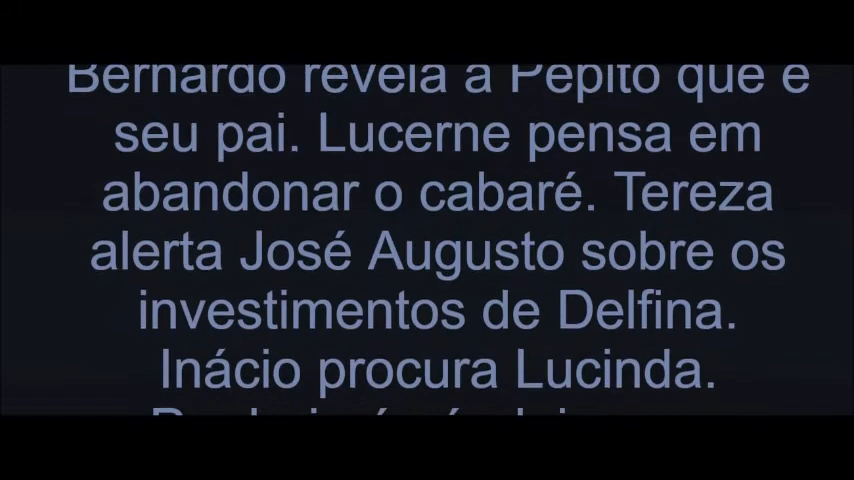 Bernardo revela a Pepito que é
seu pai. Lucerne pensa em
abandonar o cabaré. Tereza
alerta José Augusto sobre os
investimentos de Delfina.
Inácio procura Lucinda.